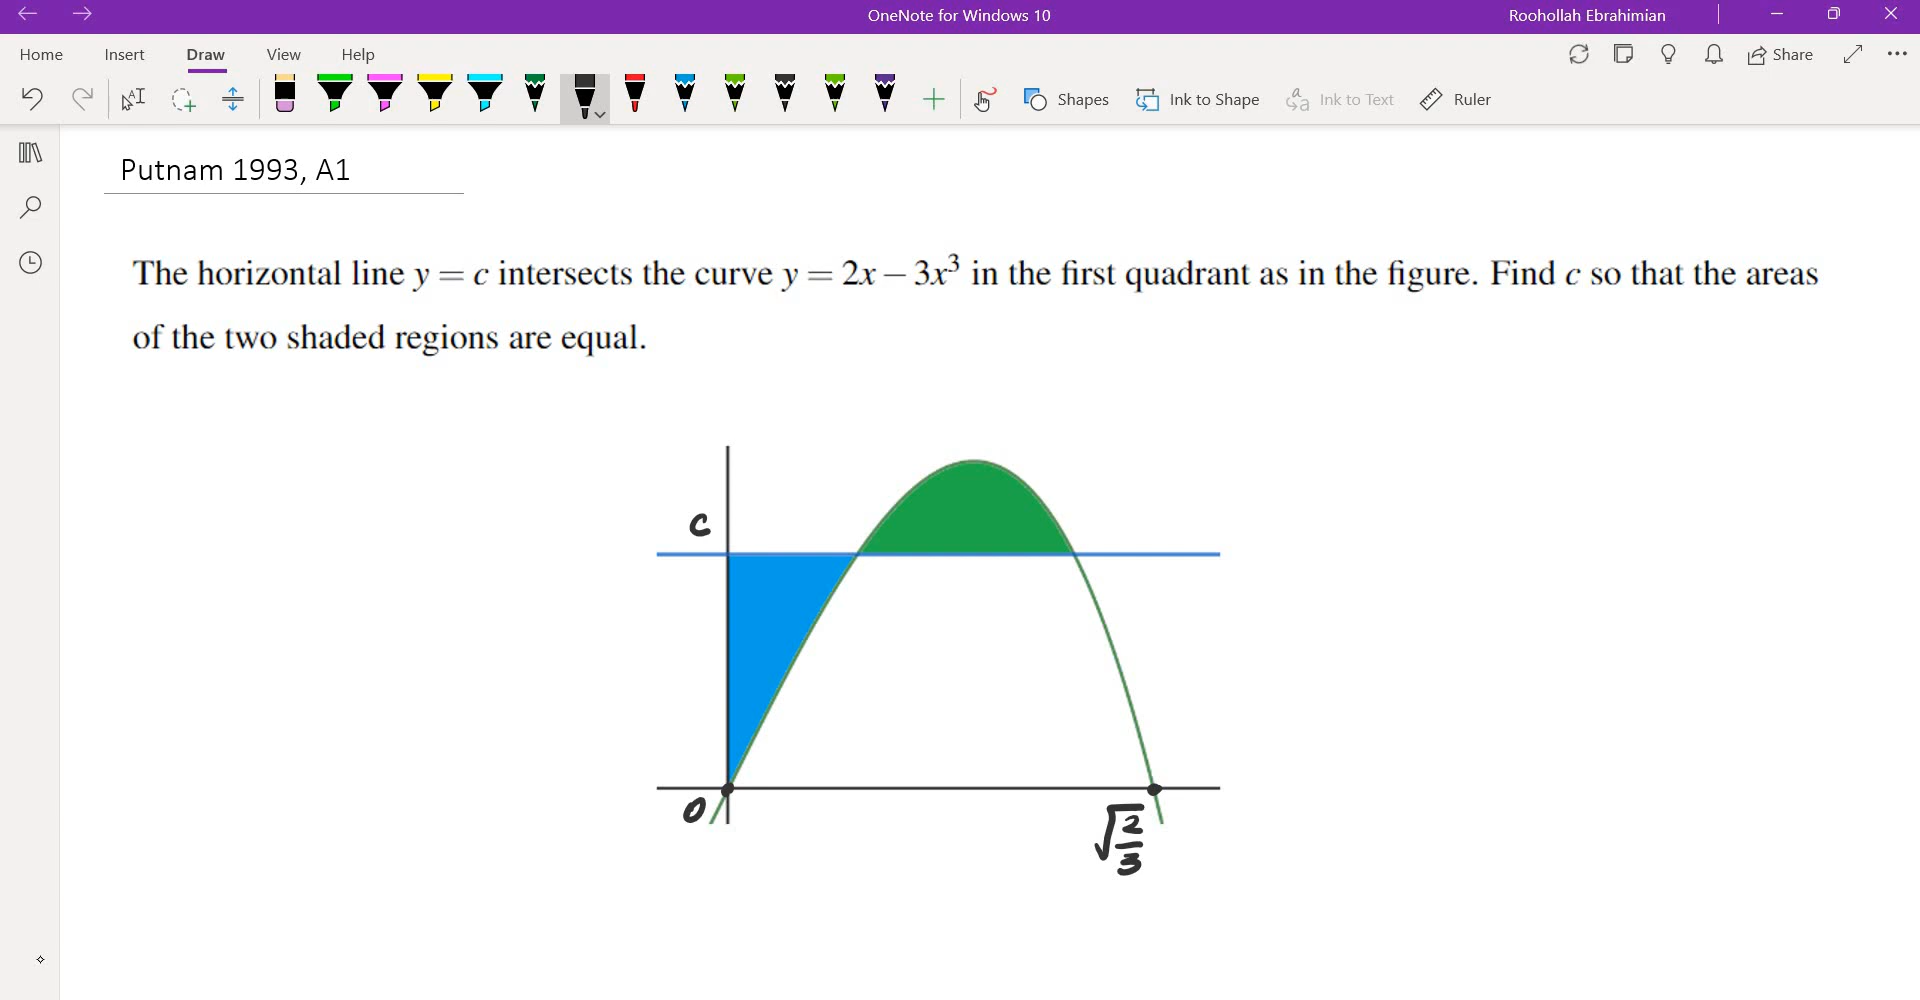 OneNote for Windows 10
Roohollah Ebrahimian
Home Insert Draw View Help
Share
Shapes Ink to Shape Ink to Text Ruler
Putnam 1993, A1
The horizontal line y = c intersects the curve y = 2x − 3x³ in the first quadrant as in the figure. Find c so that the areas
of the two shaded regions are equal.
C
0
√(2/3)